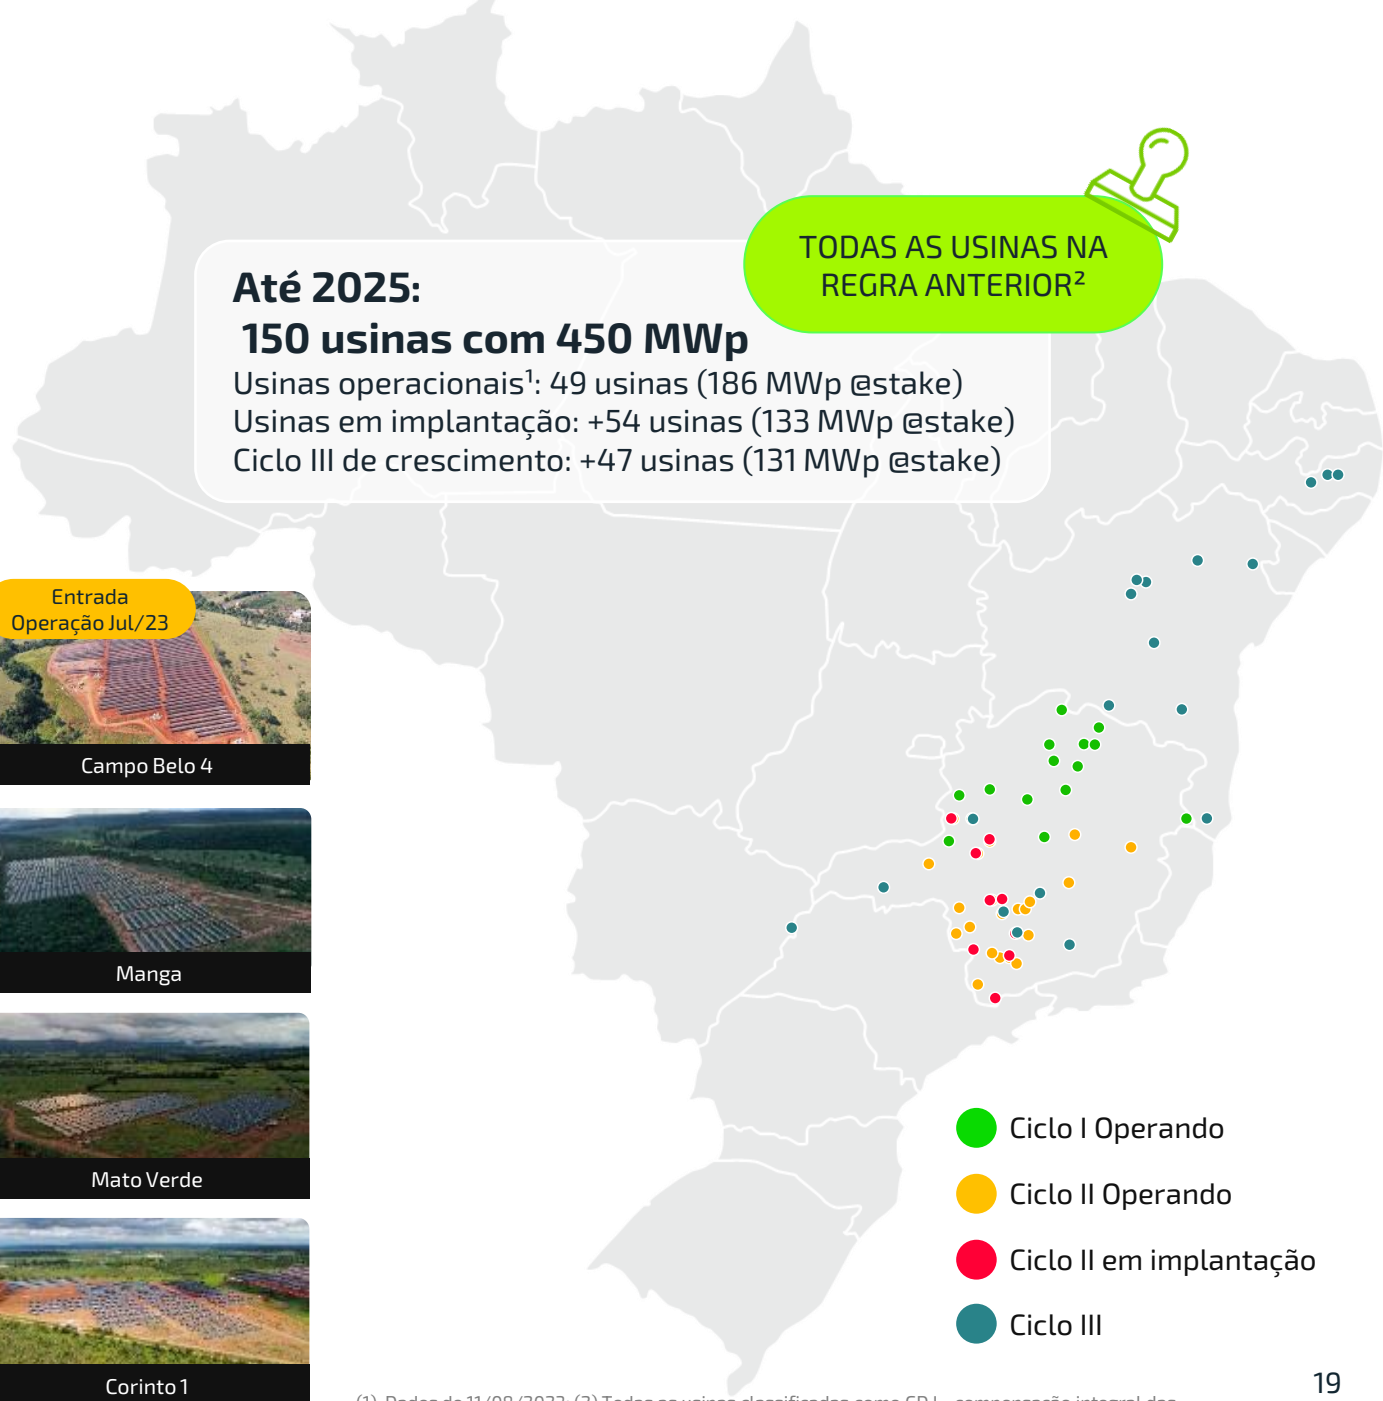 TODAS AS USINAS NA
REGRA ANTERIOR²
Até 2025:
150 usinas com 450 MWp
Usinas operacionais¹: 49 usinas (186 MWp @stake)
Usinas em implantação: +54 usinas (133 MWp @stake)
Ciclo III de crescimento: +47 usinas (131 MWp @stake)
Entrada
Operação Jul/23
Campo Belo 4
Manga
Mato Verde
Corinto 1
Ciclo I Operando
Ciclo II Operando
Ciclo II em implantação
Ciclo III
19